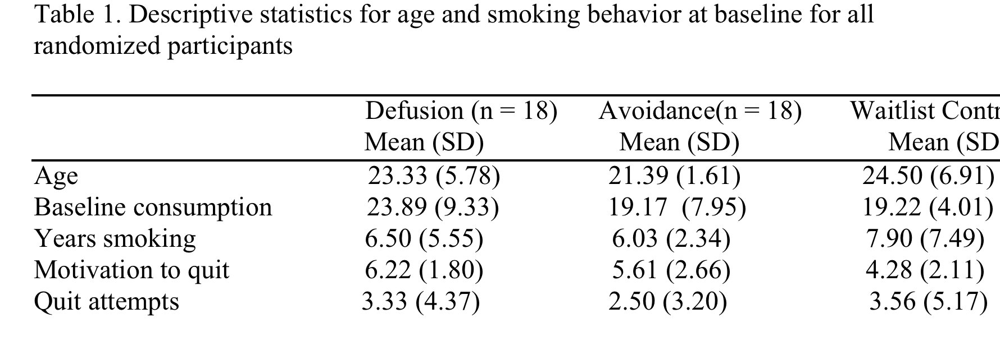 Table 1. Descriptive statistics for age and smoking behavior at baseline for all
randomized participants
Defusion (n = 18) Avoidance(n = 18) Waitlist Contr
Mean (SD) Mean (SD) Mean (SD
Age 23.33 (5.78) 21.39 (1.61) 24.50 (6.91)
Baseline consumption 23.89 (9.33) 19.17 (7.95) 19.22 (4.01)
Years smoking 6.50 (5.55) 6.03 (2.34) 7.90 (7.49)
Motivation to quit 6.22 (1.80) 5.61 (2.66) 4.28 (2.11)
Quit attempts 3.33 (4.37) 2.50 (3.20) 3.56 (5.17)